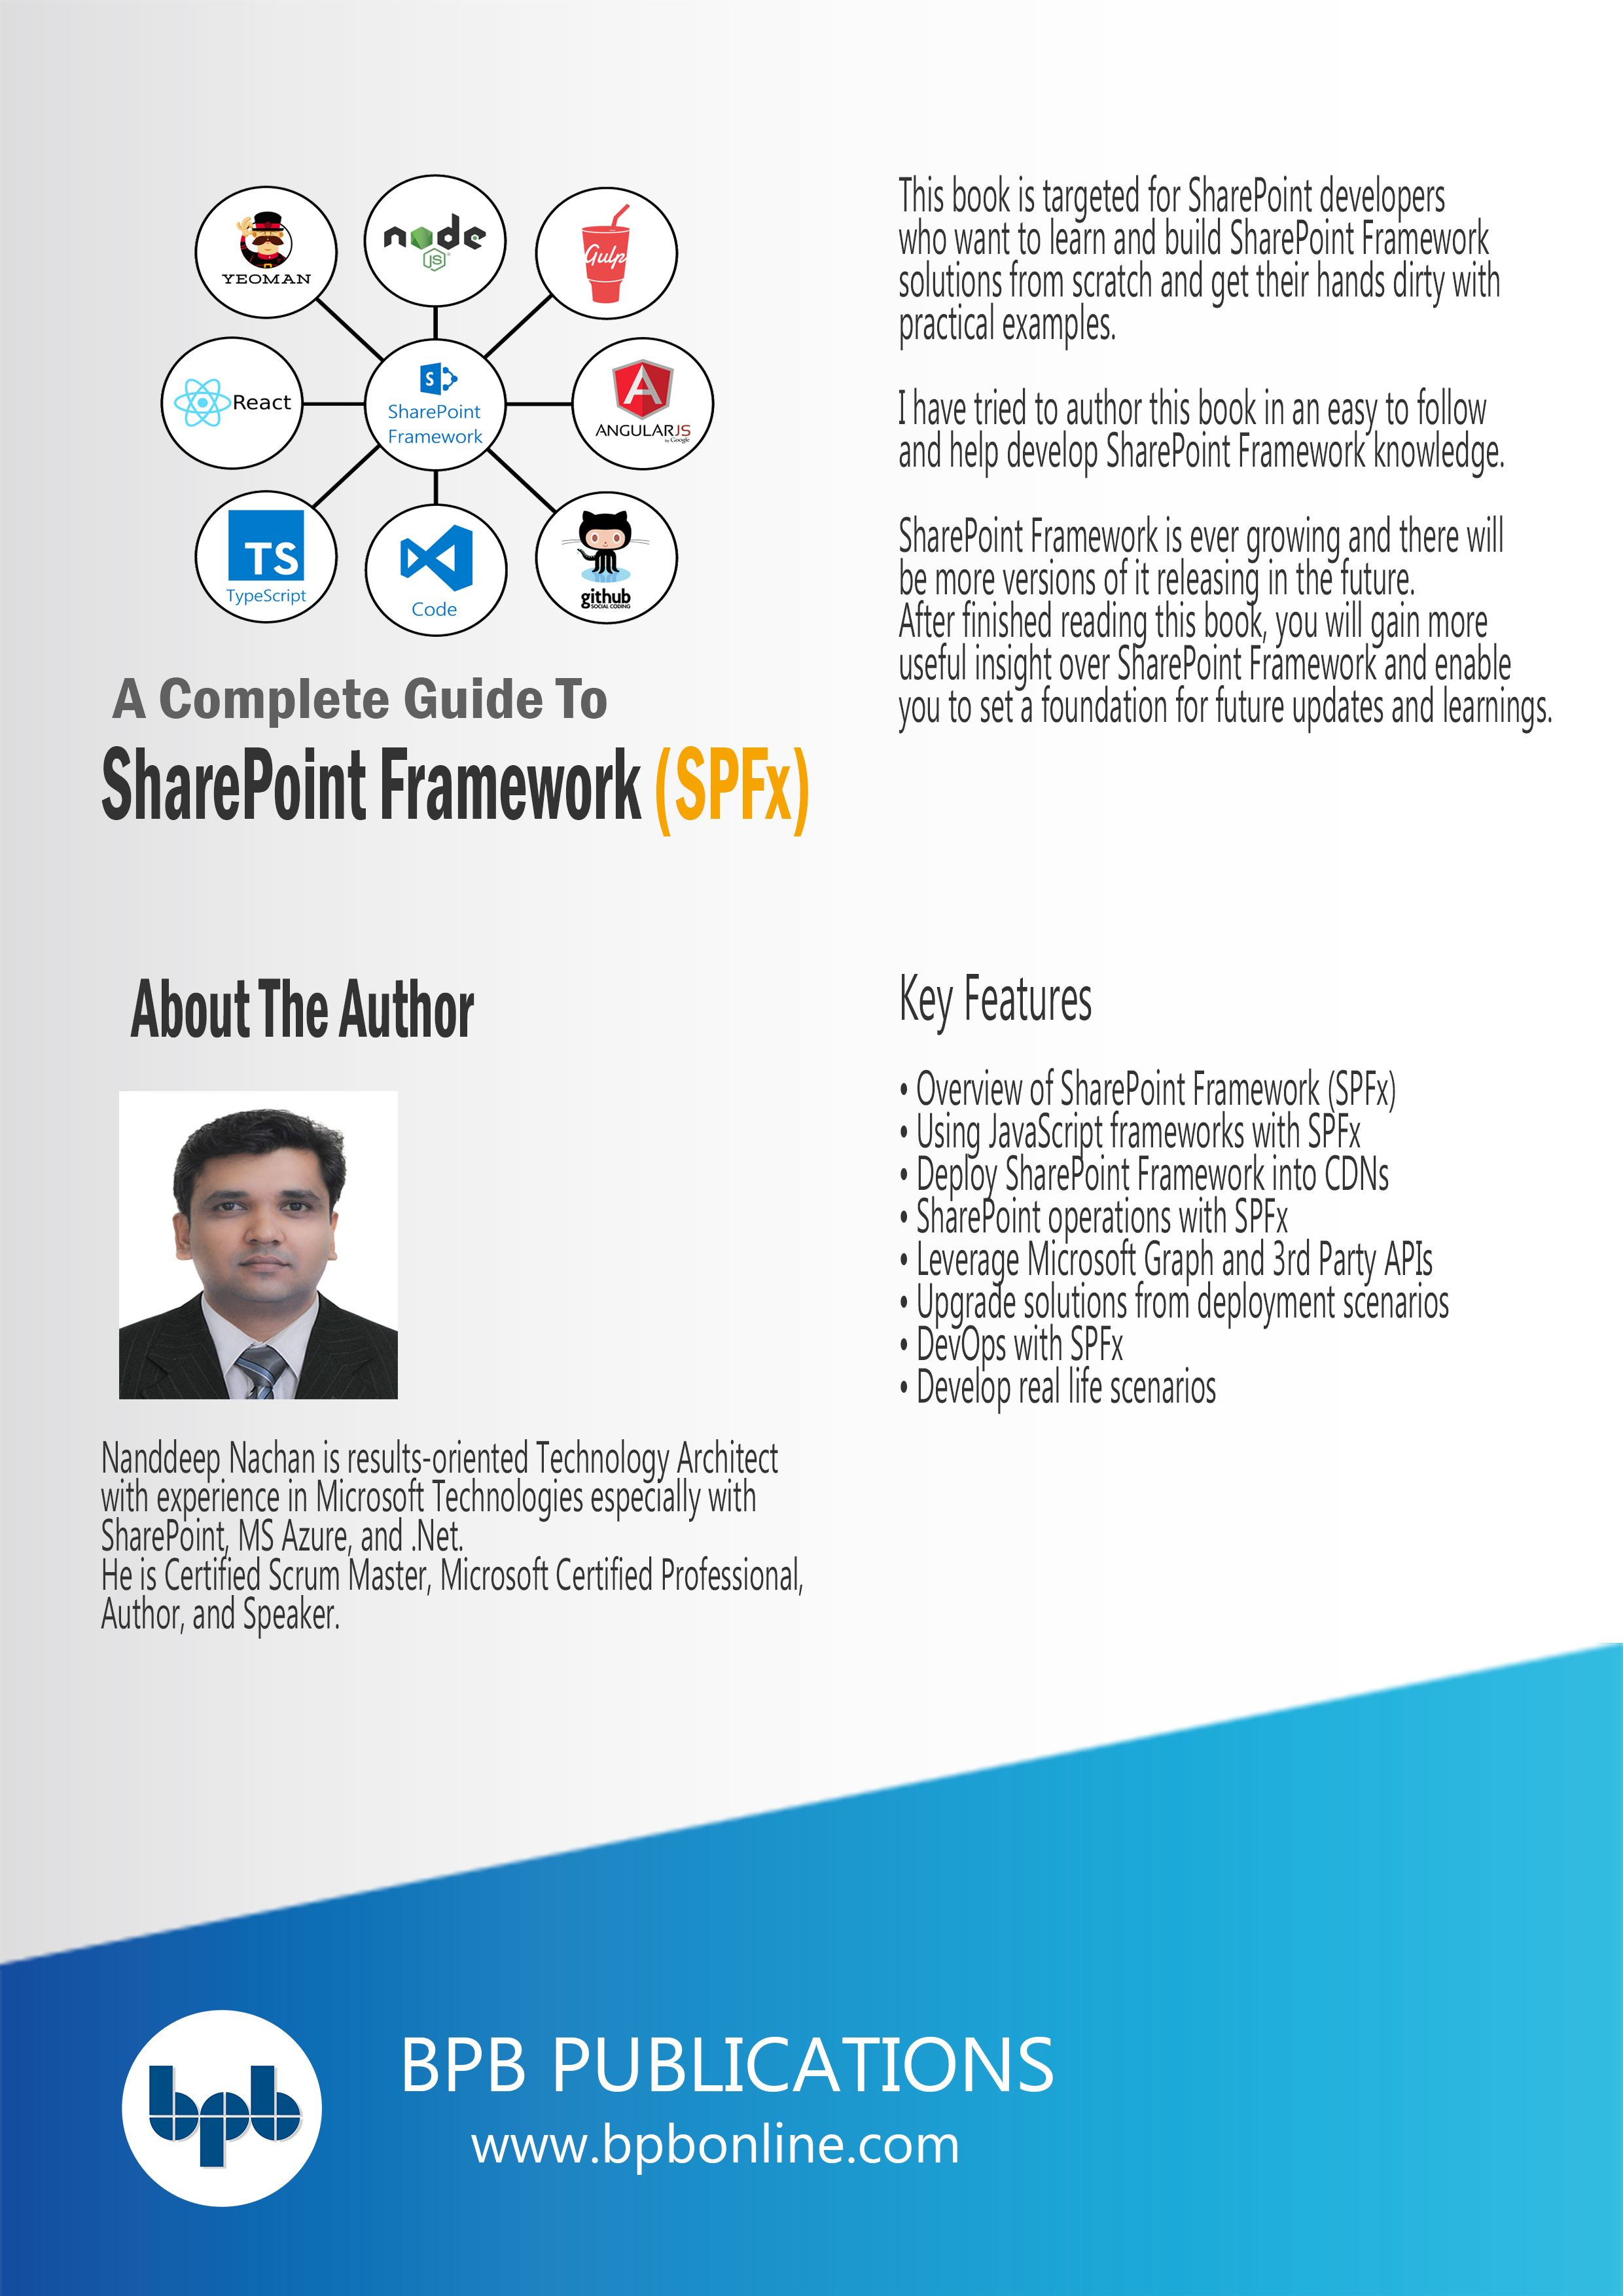 YEOMAN
node
JS
Gulp
React
S
SharePoint
Framework
A
ANGULARJS
by Google
TS
TypeScript
Code
github
SOCIAL CODING
A Complete Guide To
SharePoint Framework (SPFx)
This book is targeted for SharePoint developers
who want to learn and build SharePoint Framework
solutions from scratch and get their hands dirty with
practical examples.
I have tried to author this book in an easy to follow
and help develop SharePoint Framework knowledge.
SharePoint Framework is ever growing and there will
be more versions of it releasing in the future.
After finished reading this book, you will gain more
useful insight over SharePoint Framework and enable
you to set a foundation for future updates and learnings.
About The Author
Nanddeep Nachan is results-oriented Technology Architect
with experience in Microsoft Technologies especially with
SharePoint, MS Azure, and .Net.
He is Certified Scrum Master, Microsoft Certified Professional,
Author, and Speaker.
Key Features
• Overview of SharePoint Framework (SPFx)
• Using JavaScript frameworks with SPFx
• Deploy SharePoint Framework into CDNs
• SharePoint operations with SPFx
• Leverage Microsoft Graph and 3rd Party APIs
• Upgrade solutions from deployment scenarios
• DevOps with SPFx
• Develop real life scenarios
bpb
BPB PUBLICATIONS
www.bpbonline.com